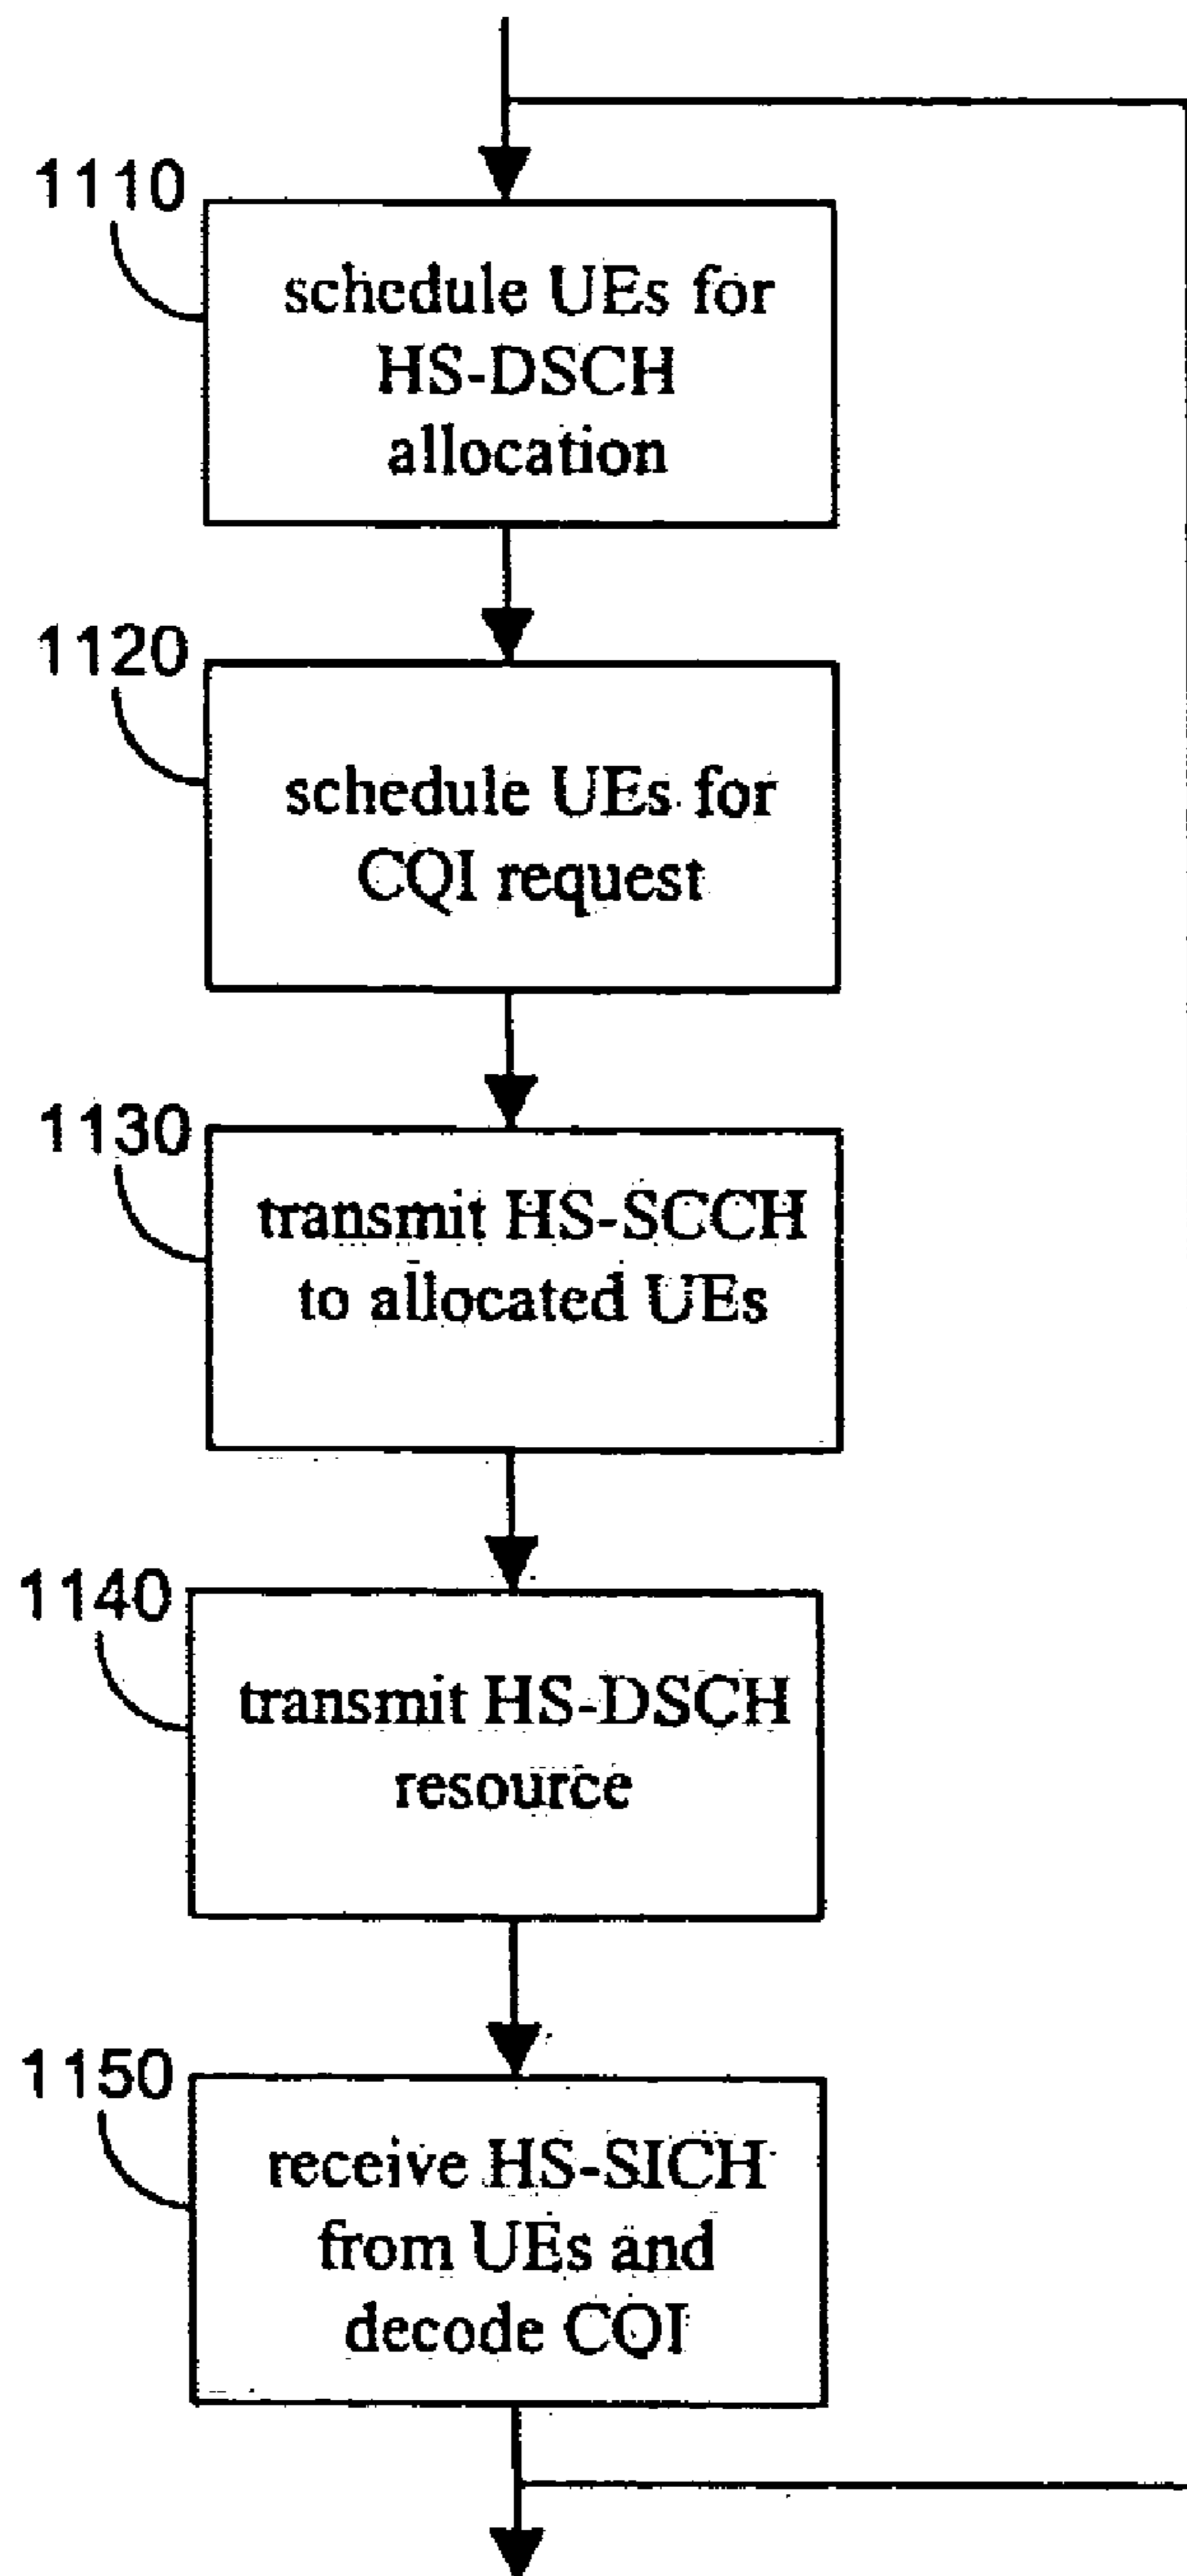 1110
schedule UEs for
HS-DSCH
allocation
1120
schedule UEs for
CQI request
1130
transmit HS-SCCH
to allocated UEs
1140
transmit HS-DSCH
resource
1150
receive HS-SICH
from UEs and
decode CQI